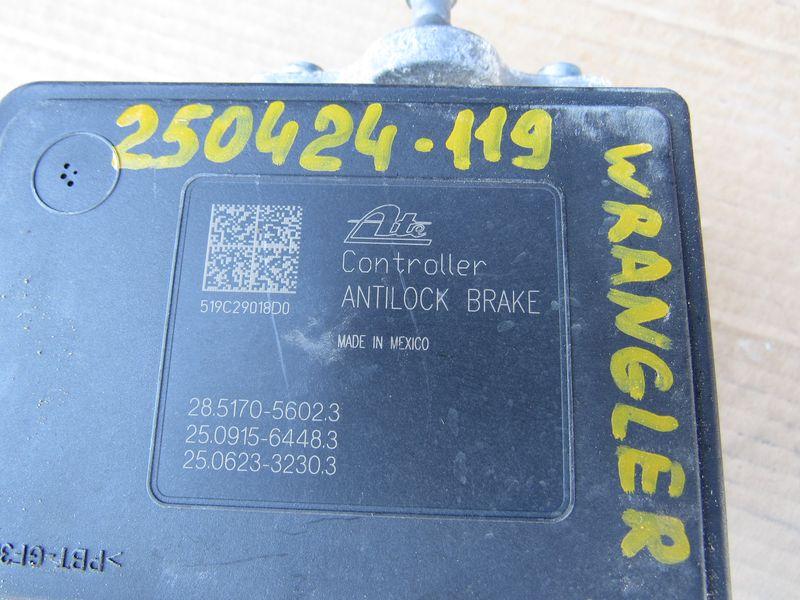 250424-119
WRANGLER
Ate
519C29018D0
Controller
ANTILOCK BRAKE
MADE IN MEXICO
28.5170-5602.3
25.0915-6448.3
25.0623-3230.3